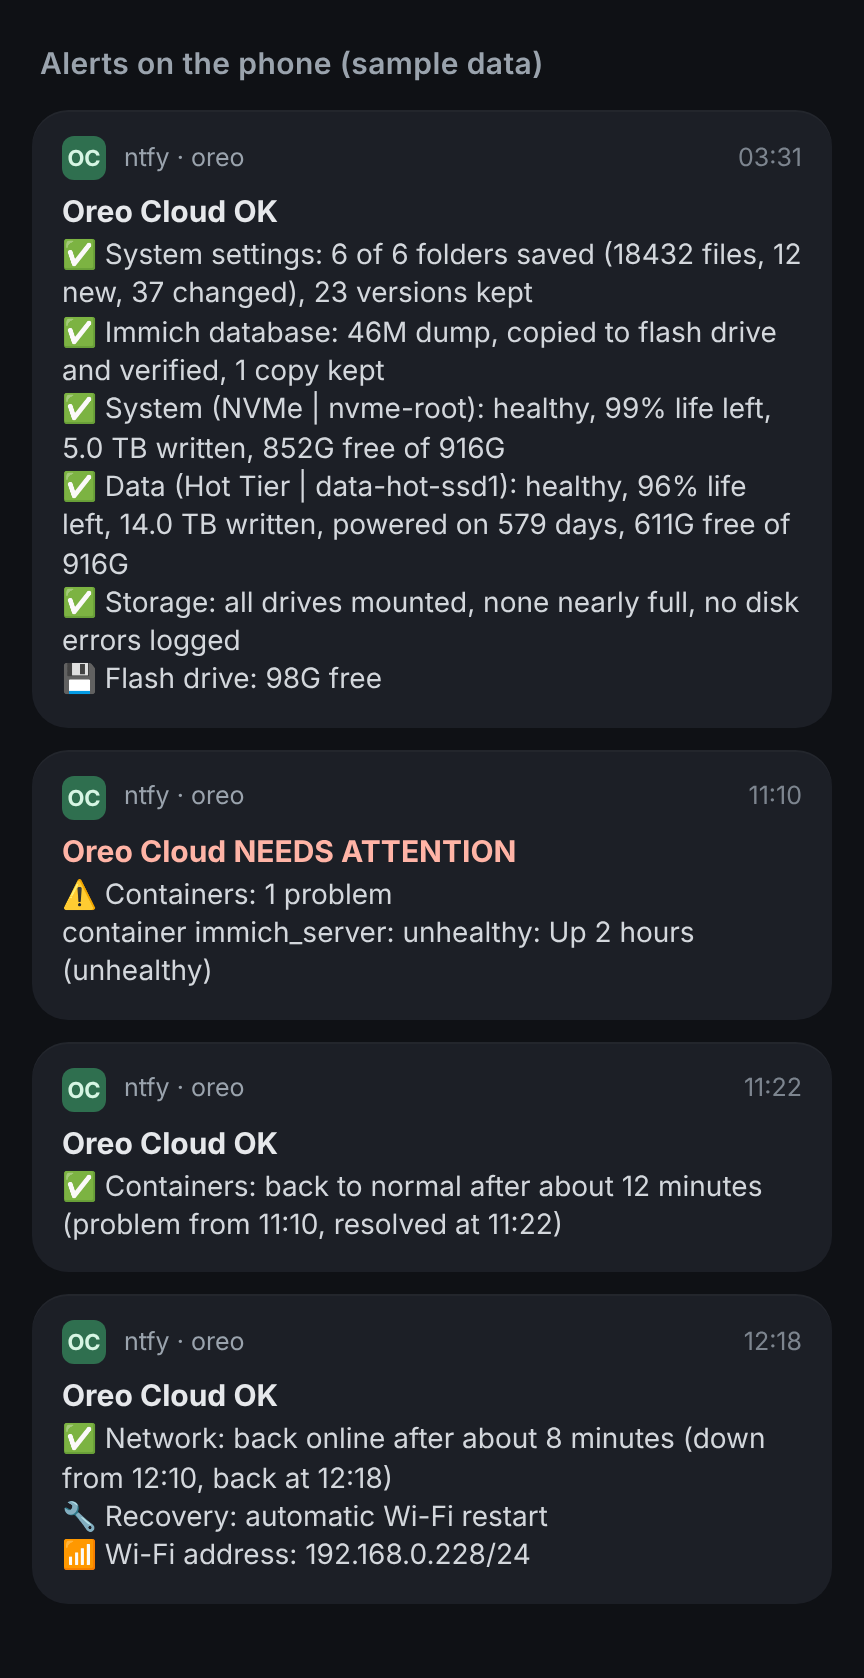 Alerts on the phone (sample data)
OC ntfy · oreo 03:31
Oreo Cloud OK
✅ System settings: 6 of 6 folders saved (18432 files, 12
new, 37 changed), 23 versions kept
✅ Immich database: 46M dump, copied to flash drive
and verified, 1 copy kept
✅ System (NVMe | nvme-root): healthy, 99% life left,
5.0 TB written, 852G free of 916G
✅ Data (Hot Tier | data-hot-ssd1): healthy, 96% life
left, 14.0 TB written, powered on 579 days, 611G free of
916G
✅ Storage: all drives mounted, none nearly full, no disk
errors logged
💾 Flash drive: 98G free
OC ntfy · oreo 11:10
Oreo Cloud NEEDS ATTENTION
⚠️ Containers: 1 problem
container immich_server: unhealthy: Up 2 hours
(unhealthy)
OC ntfy · oreo 11:22
Oreo Cloud OK
✅ Containers: back to normal after about 12 minutes
(problem from 11:10, resolved at 11:22)
OC ntfy · oreo 12:18
Oreo Cloud OK
✅ Network: back online after about 8 minutes (down
from 12:10, back at 12:18)
🔧 Recovery: automatic Wi-Fi restart
📶 Wi-Fi address: 192.168.0.228/24